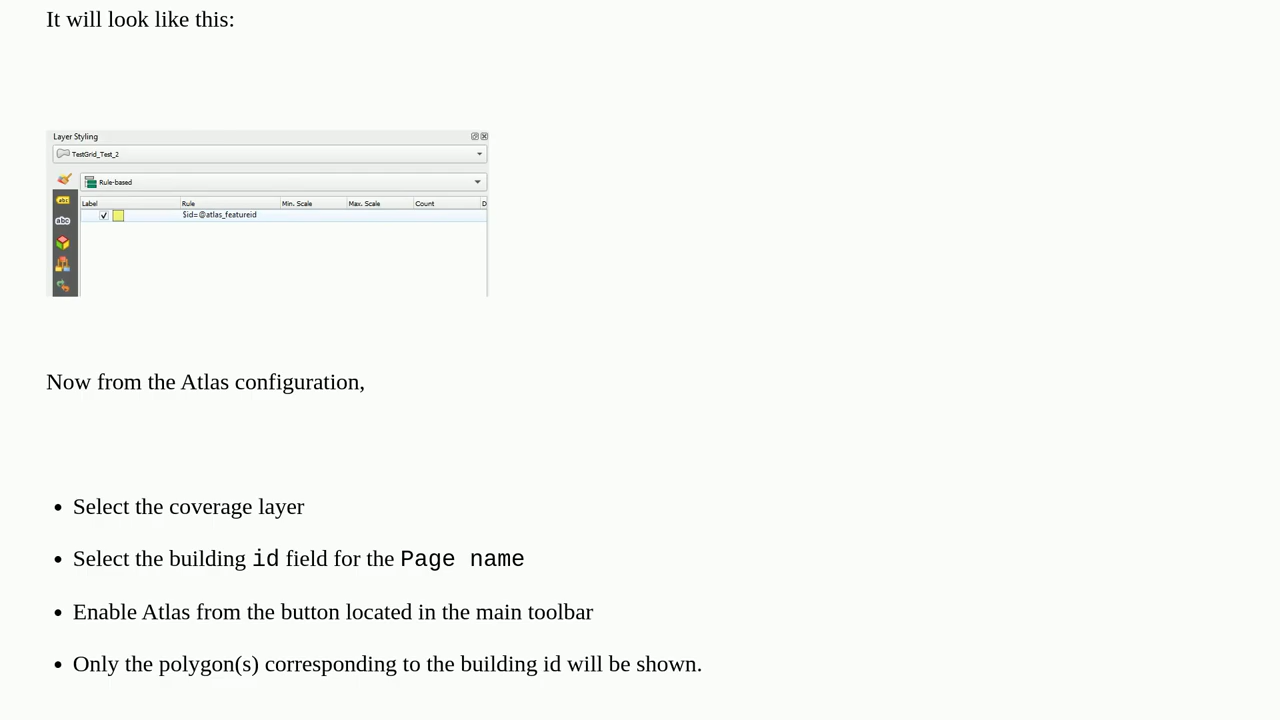 It will look like this:
Layer Styling
TestGrid_Test_2
Rule-based
Label Rule Min. Scale Max. Scale Count D
$id=@atlas_featureid
abc
abc
Now from the Atlas configuration,
• Select the coverage layer
• Select the building id field for the Page name
• Enable Atlas from the button located in the main toolbar
• Only the polygon(s) corresponding to the building id will be shown.